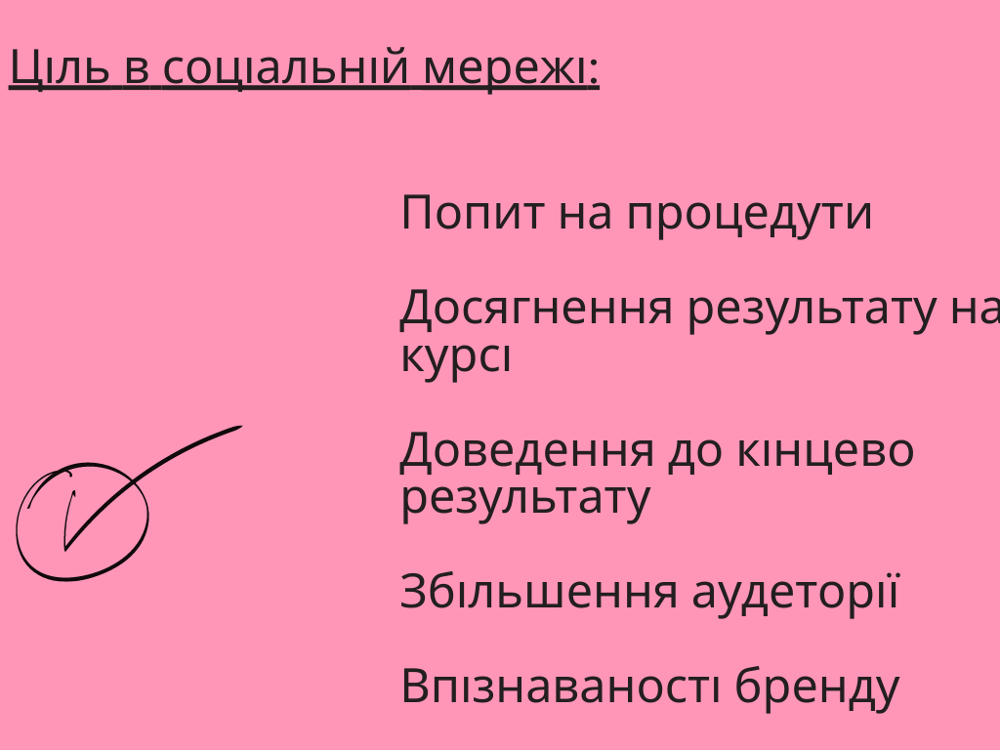 Ціль в соціальній мережі:
Попит на процедути
Досягнення результату на
курсі
Доведення до кінцево
результату
Збільшення аудеторії
Впізнаваності бренду